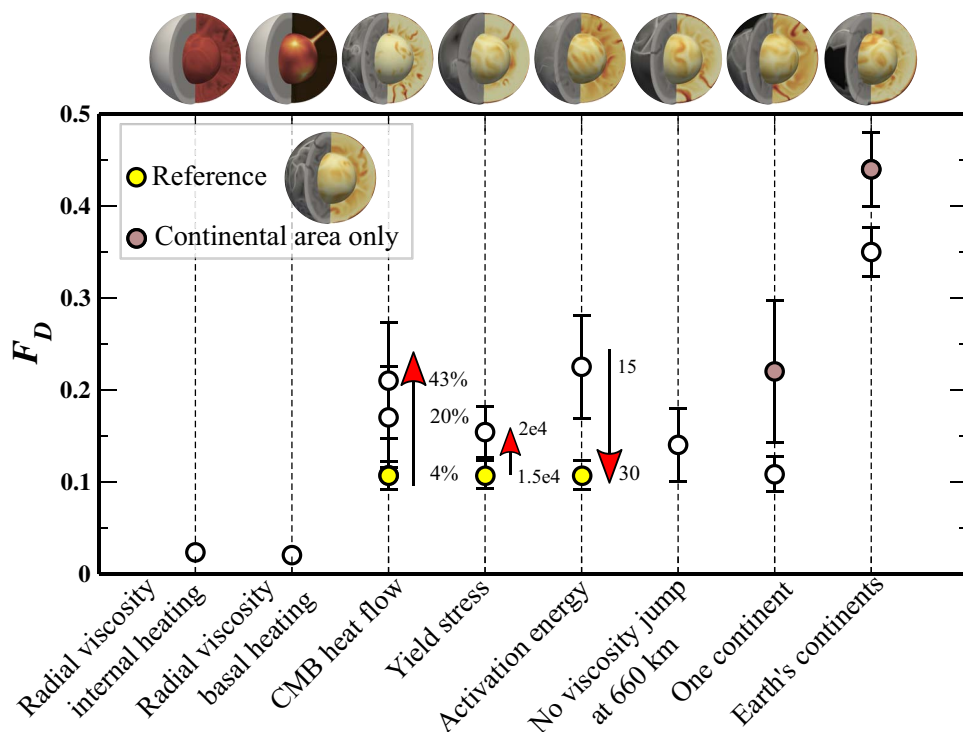 0.5
Reference
Continental area only
0.4
0.3
F_D
0.2
0.1
0
43%
20%
4%
2e4
1.5e4
15
30
Radial viscosity
internal heating
Radial viscosity
basal heating
CMB heat flow
Yield stress
Activation energy
No viscosity jump
at 660 km
One continent
Earth's continents